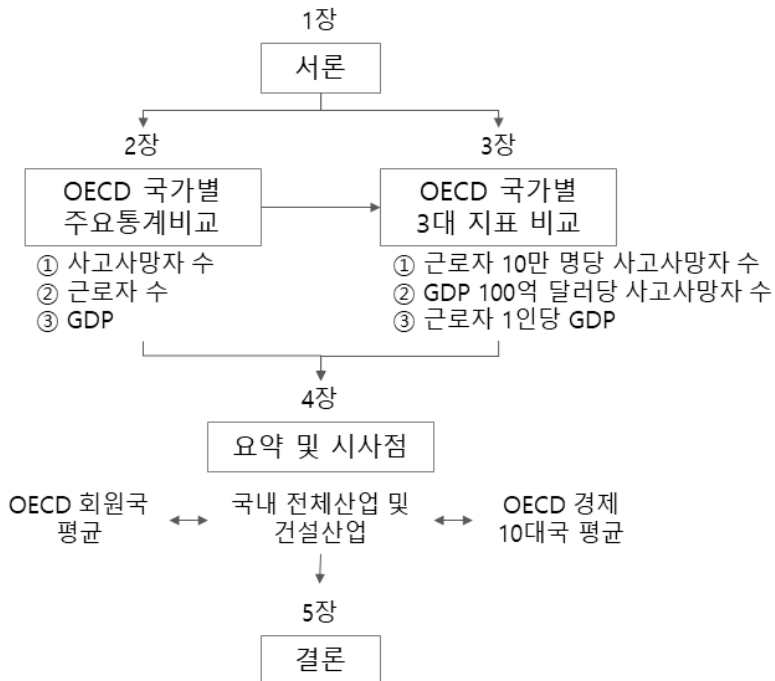 1장
서론
2장
OECD 국가별
주요통계비교
① 사고사망자 수
② 근로자 수
③ GDP
3장
OECD 국가별
3대 지표 비교
① 근로자 10만 명당 사고사망자 수
② GDP 100억 달러당 사고사망자 수
③ 근로자 1인당 GDP
4장
요약 및 시사점
OECD 회원국
평균
국내 전체산업 및
건설산업
OECD 경제
10대국 평균
5장
결론